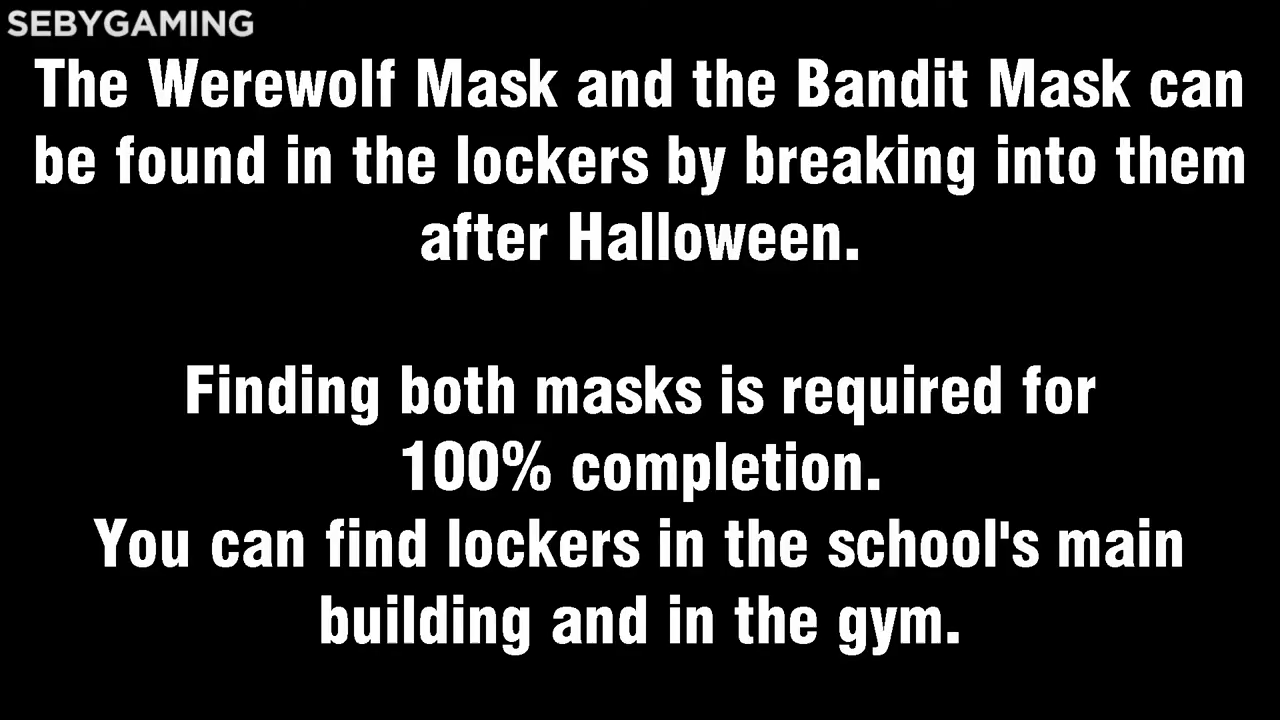 SEBYGAMING
The Werewolf Mask and the Bandit Mask can
be found in the lockers by breaking into them
after Halloween.
Finding both masks is required for
100% completion.
You can find lockers in the school's main
building and in the gym.